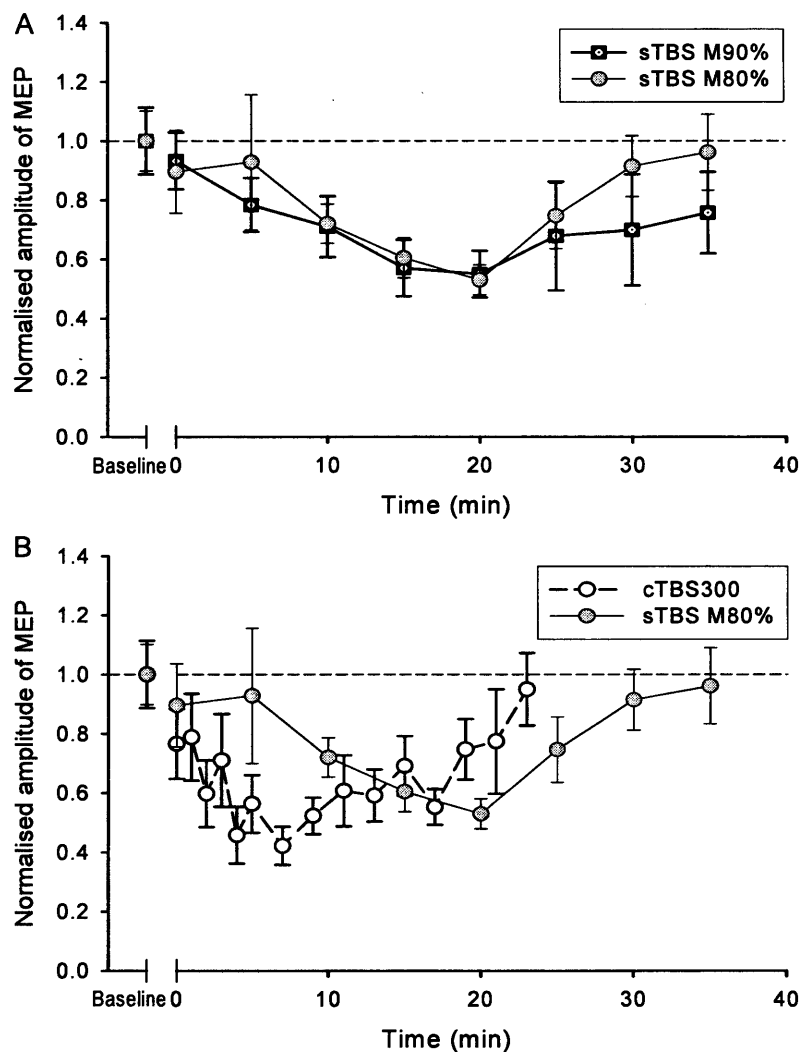 A
1.4
1.2
1.0
0.8
0.6
0.4
0.2
0.0
Normalised amplitude of MEP
sTBS M90%
sTBS M80%
Baseline 0 10 20 30 40
Time (min)
B
1.4
1.2
1.0
0.8
0.6
0.4
0.2
0.0
Normalised amplitude of MEP
cTBS300
sTBS M80%
Baseline 0 10 20 30 40
Time (min)